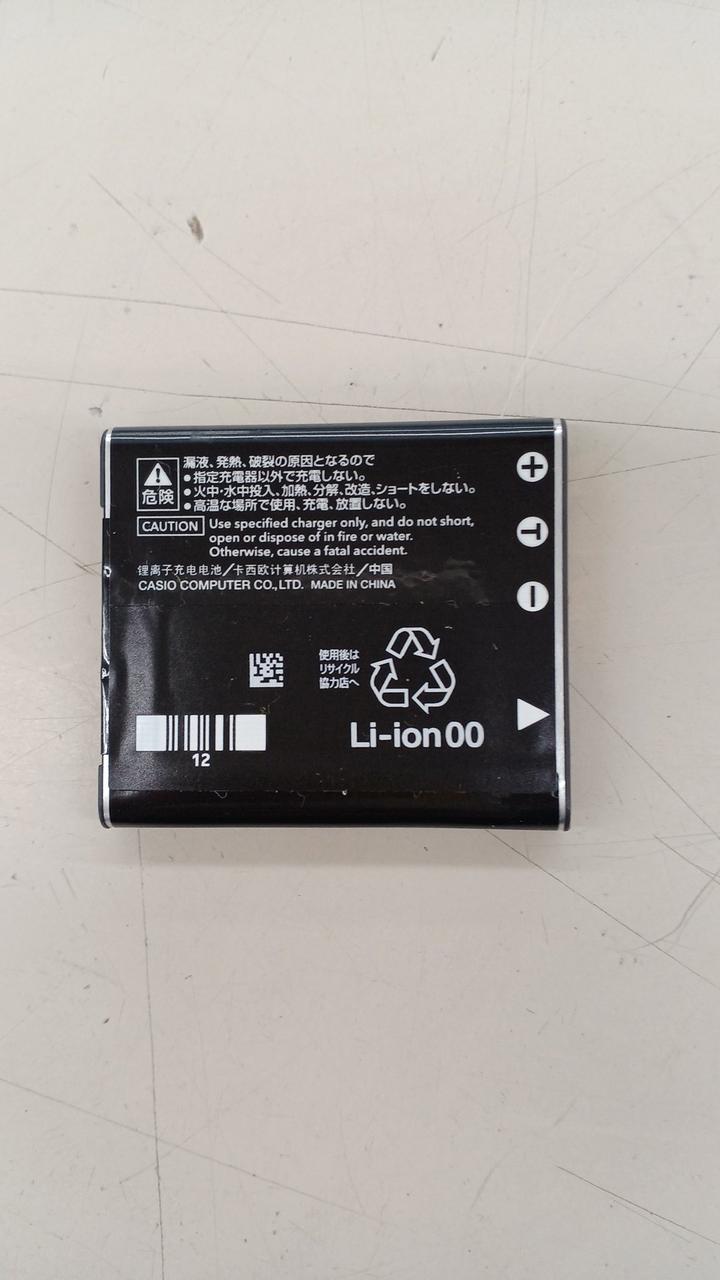 漏液、発熱、破裂の原因となるので
●指定充電器以外で充電しない。
●火中・水中投入、加熱、分解、改造、ショートをしない。
●高温な場所で使用、充電、放置しない。
危険
CAUTION Use specified charger only, and do not short,
open or dispose of in fire or water.
Otherwise, cause a fatal accident.
锂离子充电电池/卡西欧计算机株式会社/中国
CASIO COMPUTER CO.,LTD. MADE IN CHINA
+
T
−
使用後は
リサイクル
協力店へ
Li-ion 00
12